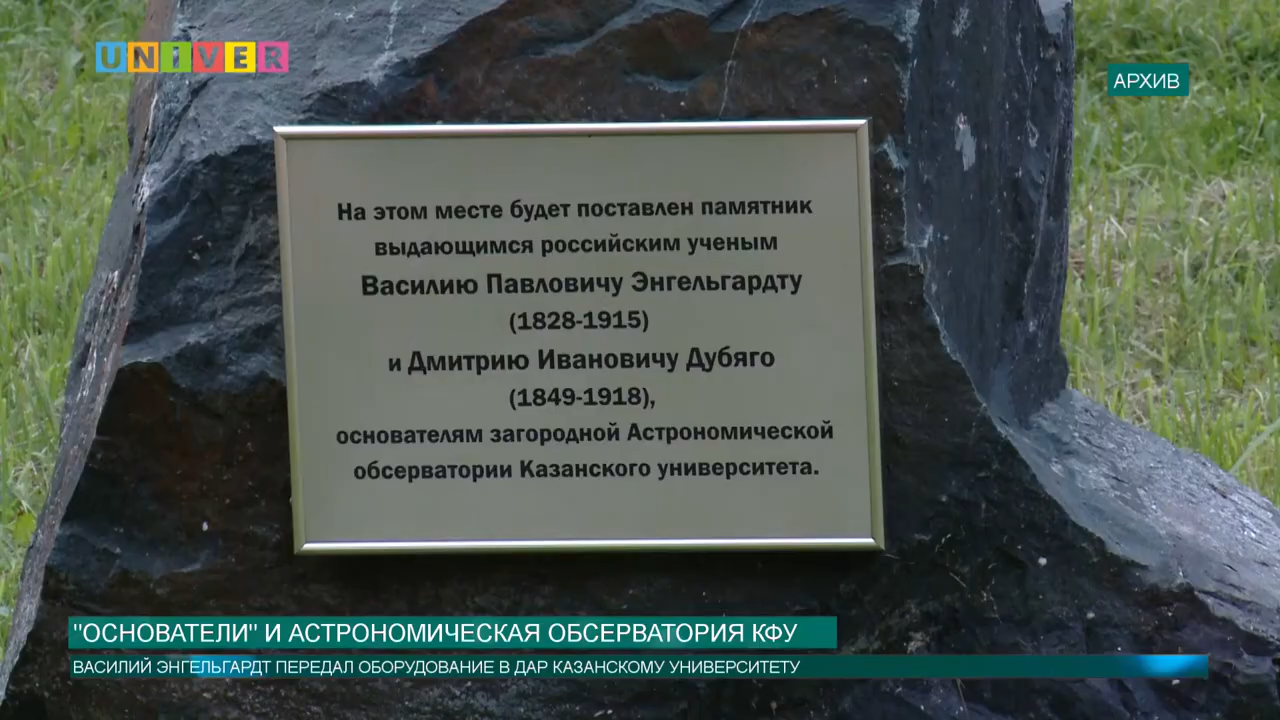 UNIVER
АРХИВ
На этом месте будет поставлен памятник
выдающимся российским ученым
Василию Павловичу Энгельгардту
(1828-1915)
и Дмитрию Ивановичу Дубяго
(1849-1918),
основателям загородной Астрономической
обсерватории Казанского университета.
"ОСНОВАТЕЛИ" И АСТРОНОМИЧЕСКАЯ ОБСЕРВАТОРИЯ КФУ
ВАСИЛИЙ ЭНГЕЛЬГАРДТ ПЕРЕДАЛ ОБОРУДОВАНИЕ В ДАР КАЗАНСКОМУ УНИВЕРСИТЕТУ